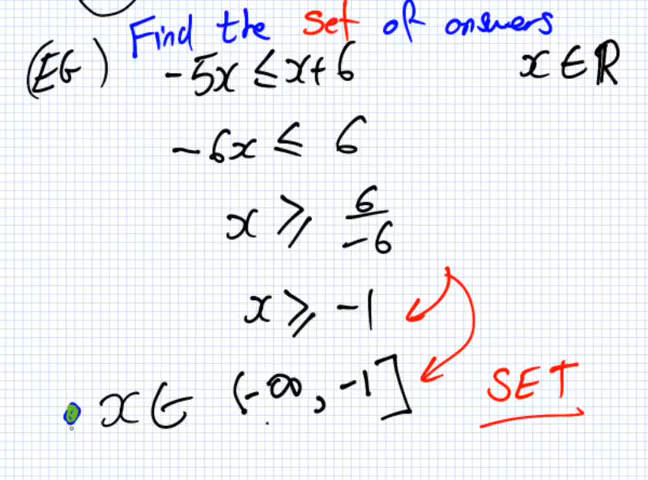 Find the set of answers
(EG) -5x ≤ x+6 x ∈ ℝ
-6x ≤ 6
x ⩾ 6/-6
x ⩾ -1
x ∈ (-∞, -1] SET